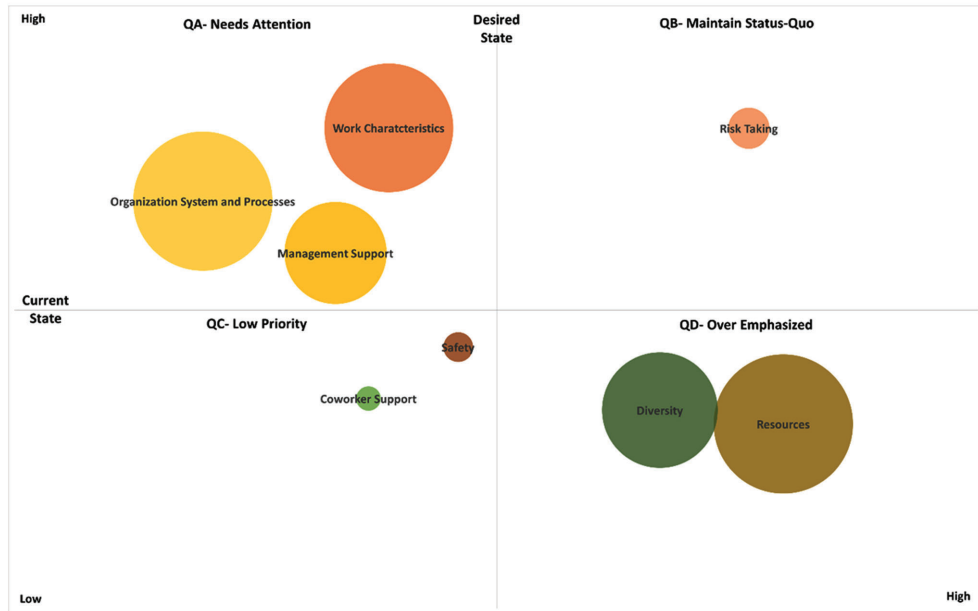 High
QA- Needs Attention
Desired
State
QB- Maintain Status-Quo
Work Charatcteristics
Risk Taking
Organization System and Processes
Management Support
Current
State
QC- Low Priority
QD- Over Emphasized
Safety
Coworker Support
Diversity
Resources
Low
High